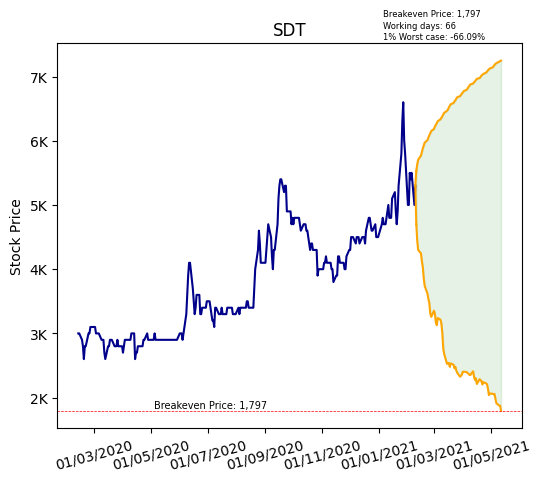 Breakeven Price: 1,797
Working days: 66
1% Worst case: -66.09%
SDT
Stock Price
7K
6K
5K
4K
3K
2K
Breakeven Price: 1,797
01/03/2020
01/05/2020
01/07/2020
01/09/2020
01/11/2020
01/01/2021
01/03/2021
01/05/2021